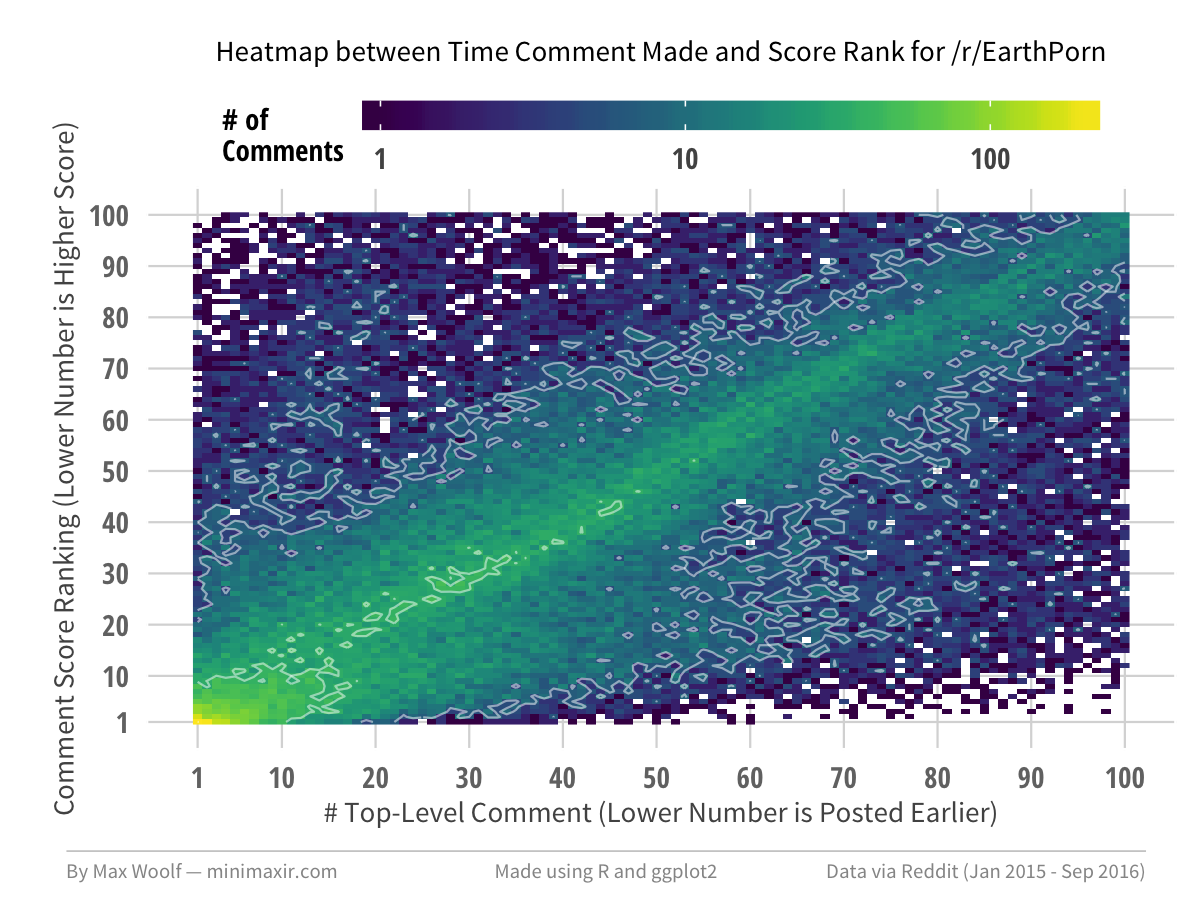 Heatmap between Time Comment Made and Score Rank for /r/EarthPorn
# of
Comments
1 10 100
Comment Score Ranking (Lower Number is Higher Score)
100
90
80
70
60
50
40
30
20
10
1
1 10 20 30 40 50 60 70 80 90 100
# Top-Level Comment (Lower Number is Posted Earlier)
By Max Woolf — minimaxir.com Made using R and ggplot2 Data via Reddit (Jan 2015 - Sep 2016)